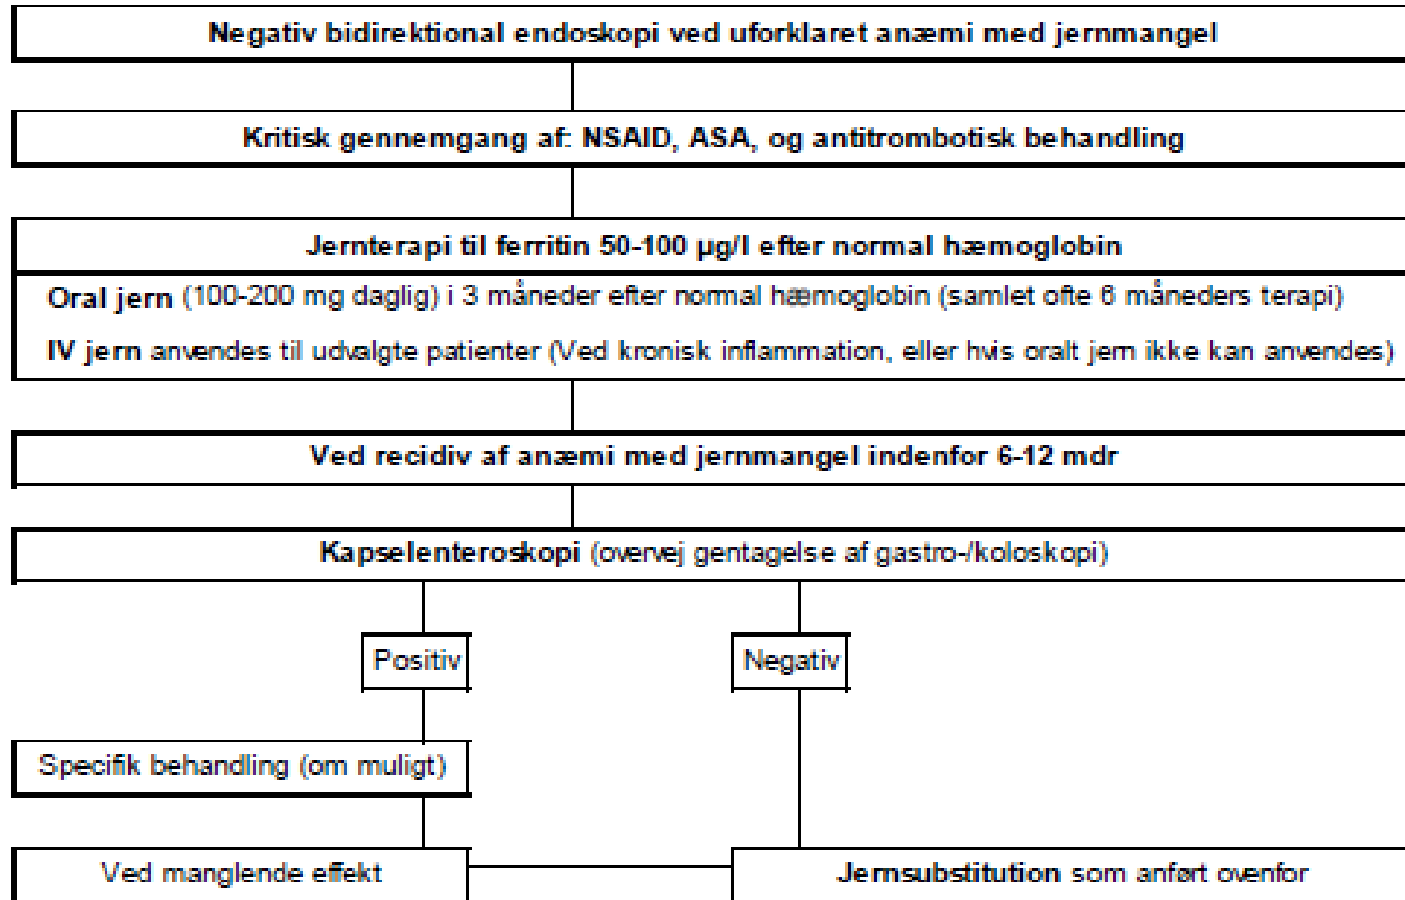 Negativ bidirektional endoskopi ved uforklaret anæmi med jernmangel
Kritisk gennemgang af: NSAID, ASA, og antitrombotisk behandling
Jernterapi til ferritin 50-100 µg/l efter normal hæmoglobin
Oral jern (100-200 mg daglig) i 3 måneder efter normal hæmoglobin (samlet ofte 6 måneders terapi)
IV jern anvendes til udvalgte patienter (Ved kronisk inflammation, eller hvis oralt jern ikke kan anvendes)
Ved recidiv af anæmi med jernmangel indenfor 6-12 mdr
Kapselenteroskopi (overvej gentagelse af gastro-/koloskopi)
Positiv
Negativ
Specifik behandling (om muligt)
Ved manglende effekt
Jernsubstitution som anført ovenfor